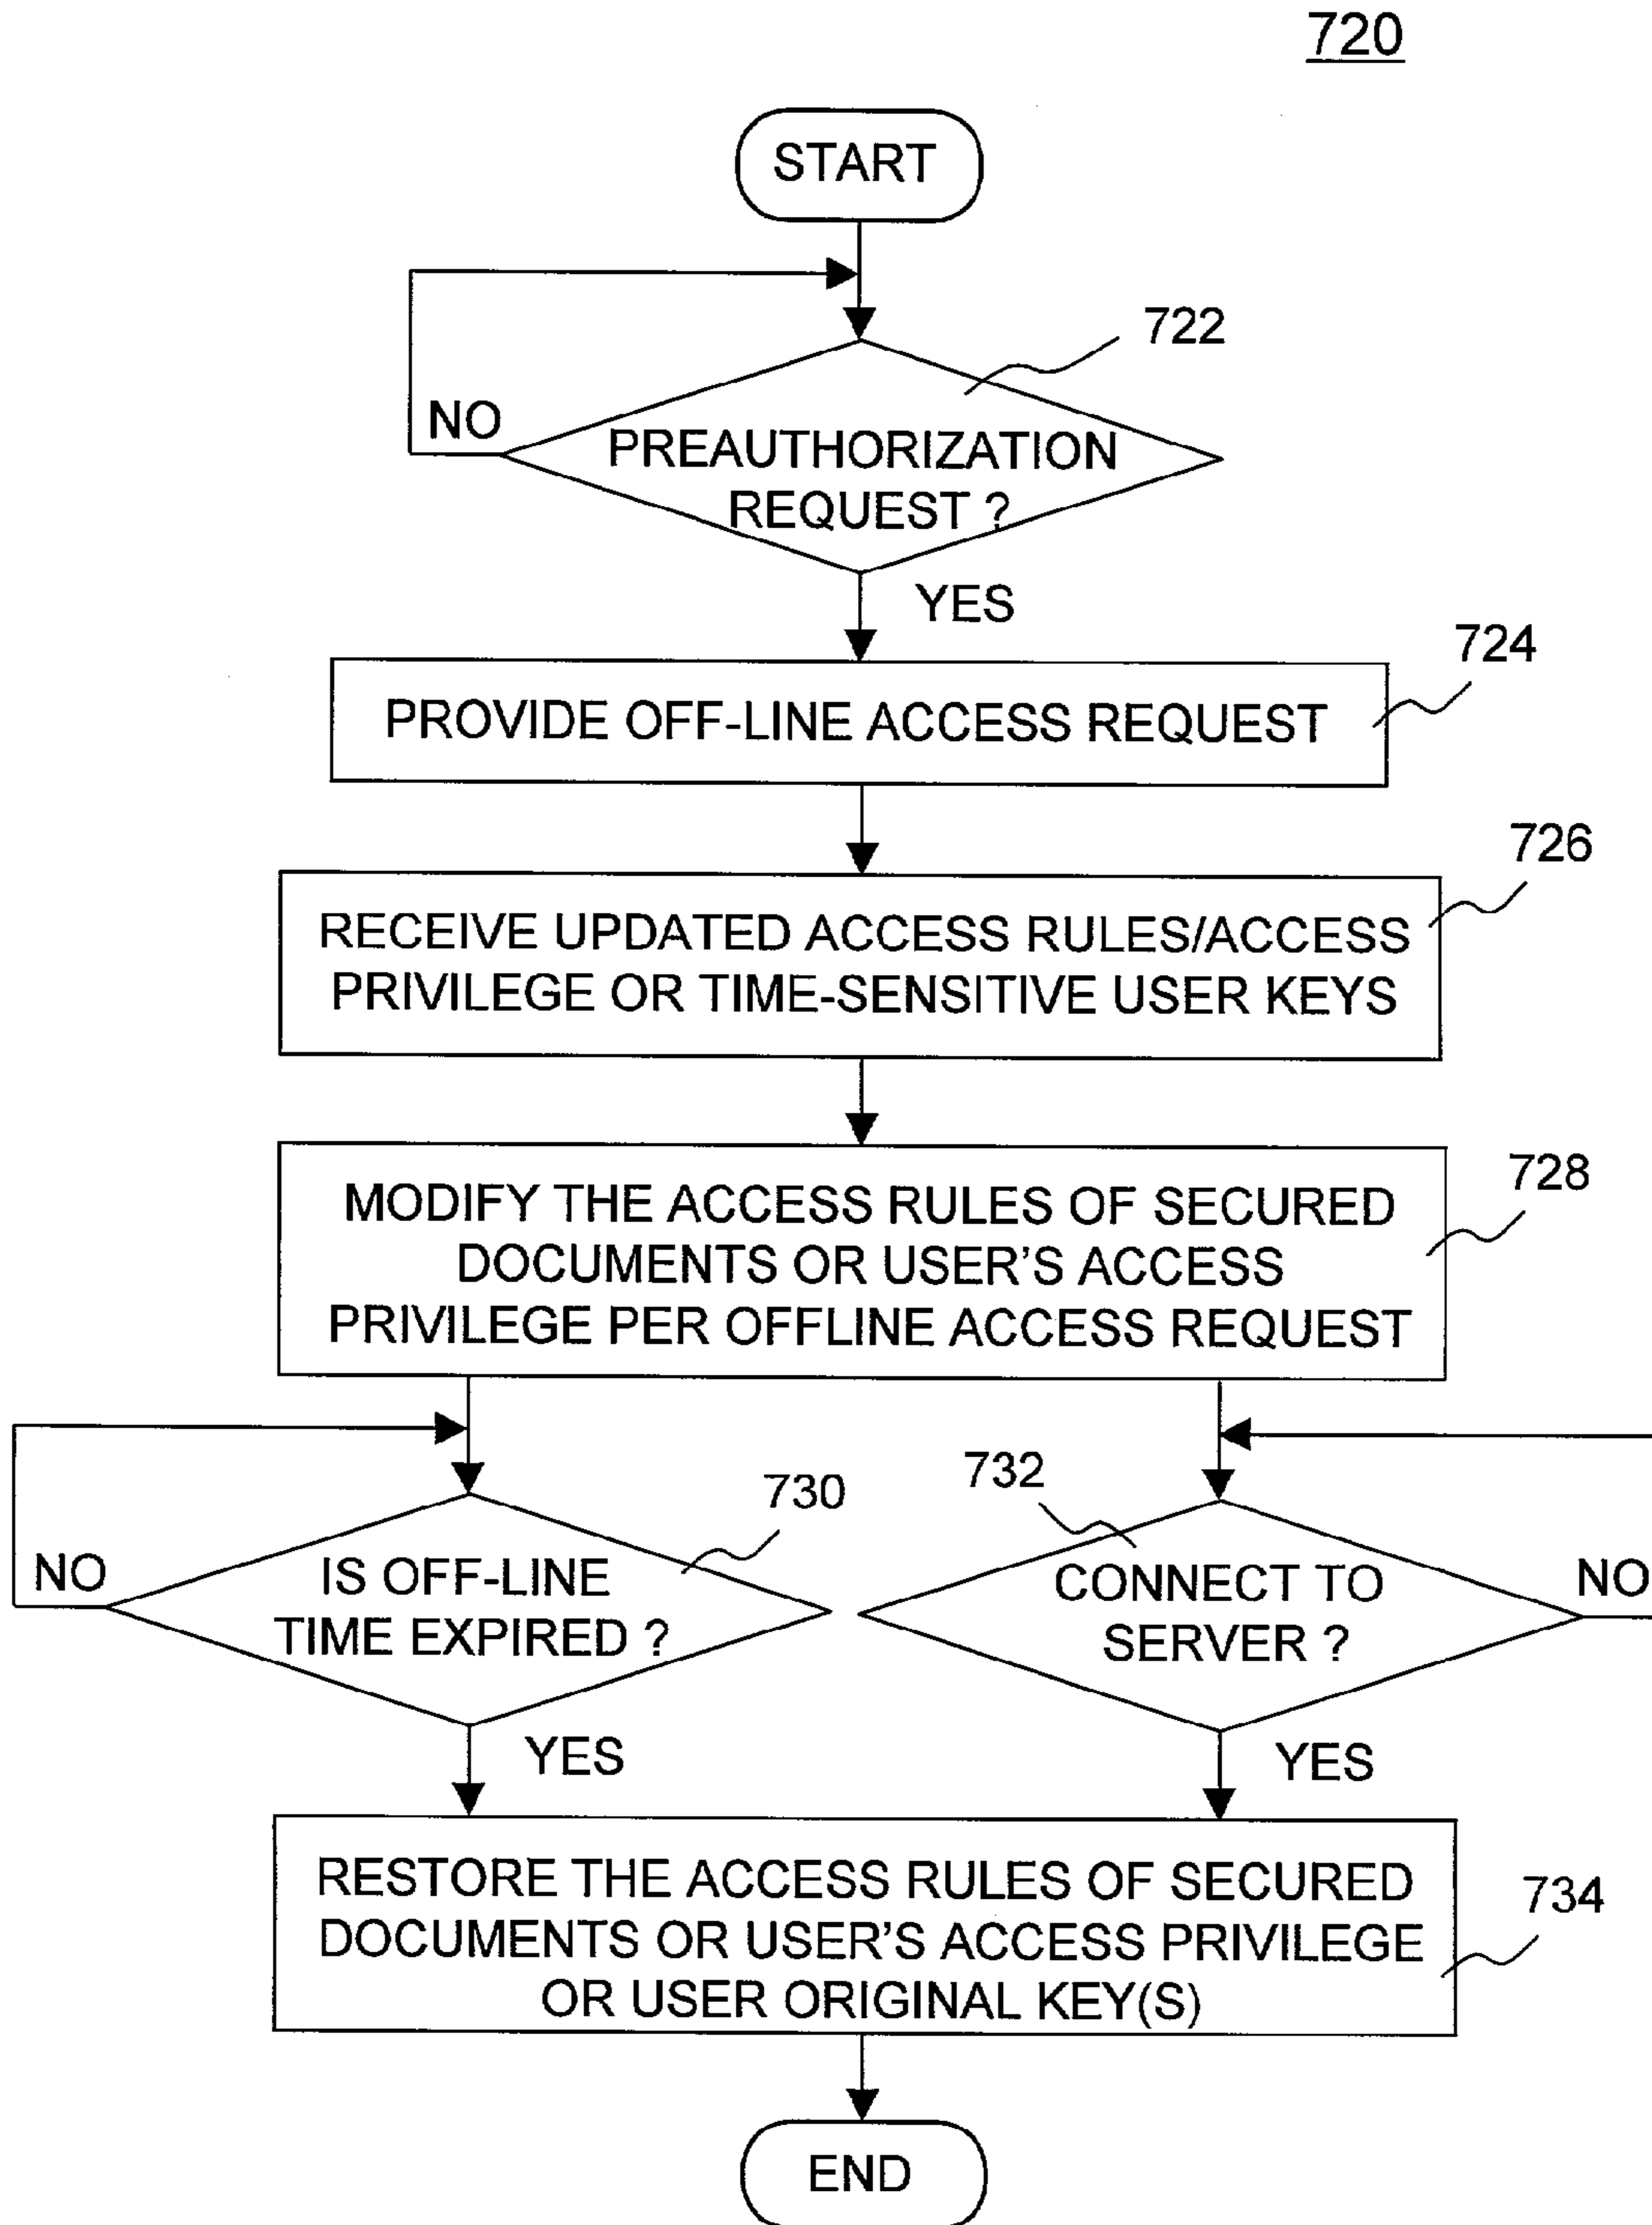 720
START
722
NO
PREAUTHORIZATION
REQUEST ?
YES
724
PROVIDE OFF-LINE ACCESS REQUEST
726
RECEIVE UPDATED ACCESS RULES/ACCESS
PRIVILEGE OR TIME-SENSITIVE USER KEYS
728
MODIFY THE ACCESS RULES OF SECURED
DOCUMENTS OR USER'S ACCESS
PRIVILEGE PER OFFLINE ACCESS REQUEST
730
NO
IS OFF-LINE
TIME EXPIRED ?
YES
732
CONNECT TO
SERVER ?
NO
YES
734
RESTORE THE ACCESS RULES OF SECURED
DOCUMENTS OR USER'S ACCESS PRIVILEGE
OR USER ORIGINAL KEY(S)
END